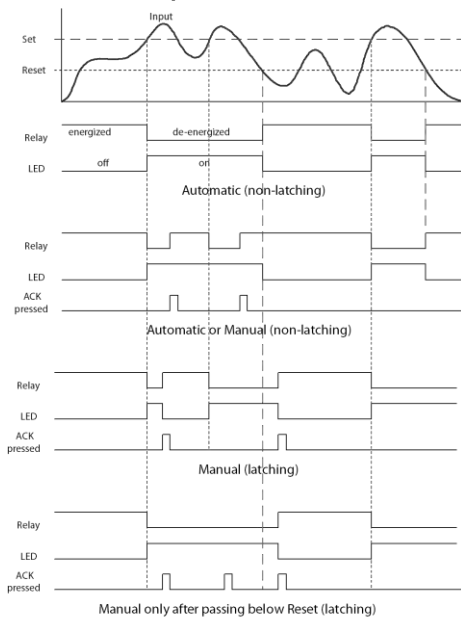 Input
Set
Reset
energized de-energized
Relay
off on
LED
Automatic (non-latching)
Relay
LED
ACK
pressed
Automatic or Manual (non-latching)
Relay
LED
ACK
pressed
Manual (latching)
Relay
LED
ACK
pressed
Manual only after passing below Reset (latching)